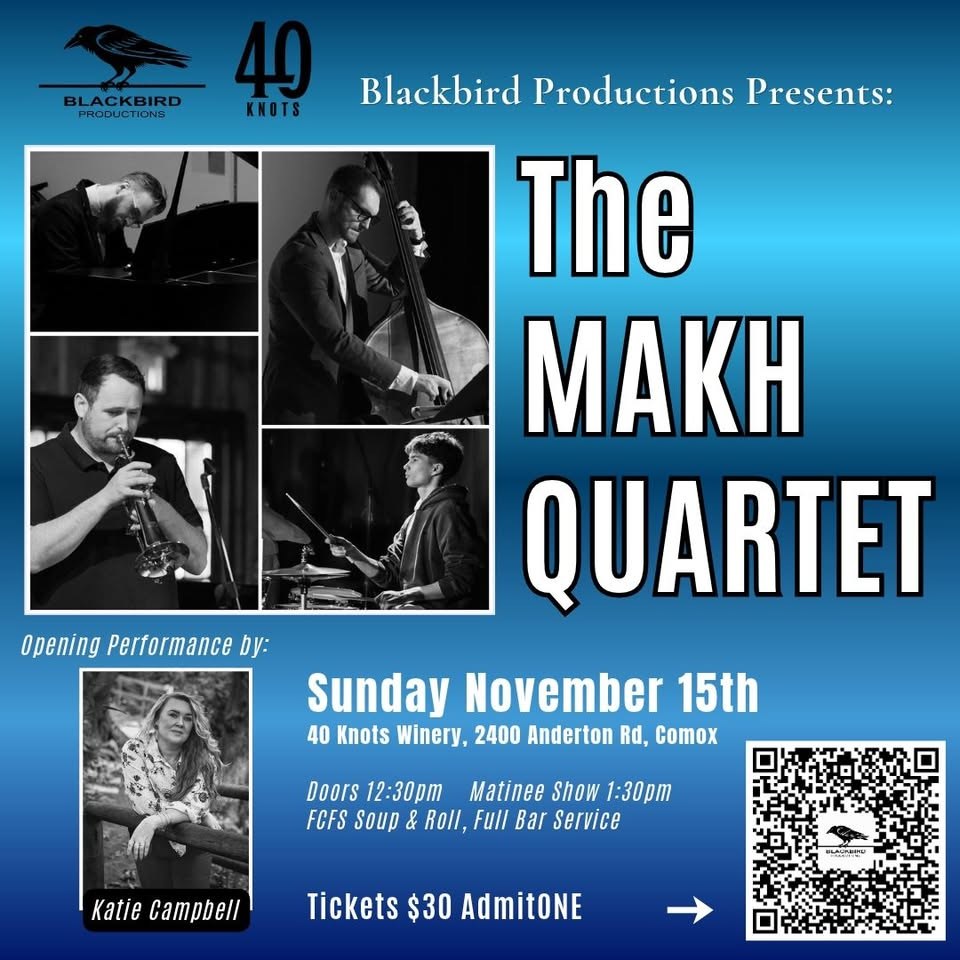 BLACKBIRD
PRODUCTIONS
40
KNOTS
Blackbird Productions Presents:
The
MAKH
QUARTET
Opening Performance by:
Katie Campbell
Sunday November 15th
40 Knots Winery, 2400 Anderton Rd, Comox
Doors 12:30pm Matinee Show 1:30pm
FCFS Soup & Roll, Full Bar Service
Tickets $30 AdmitONE
BLACKBIRD